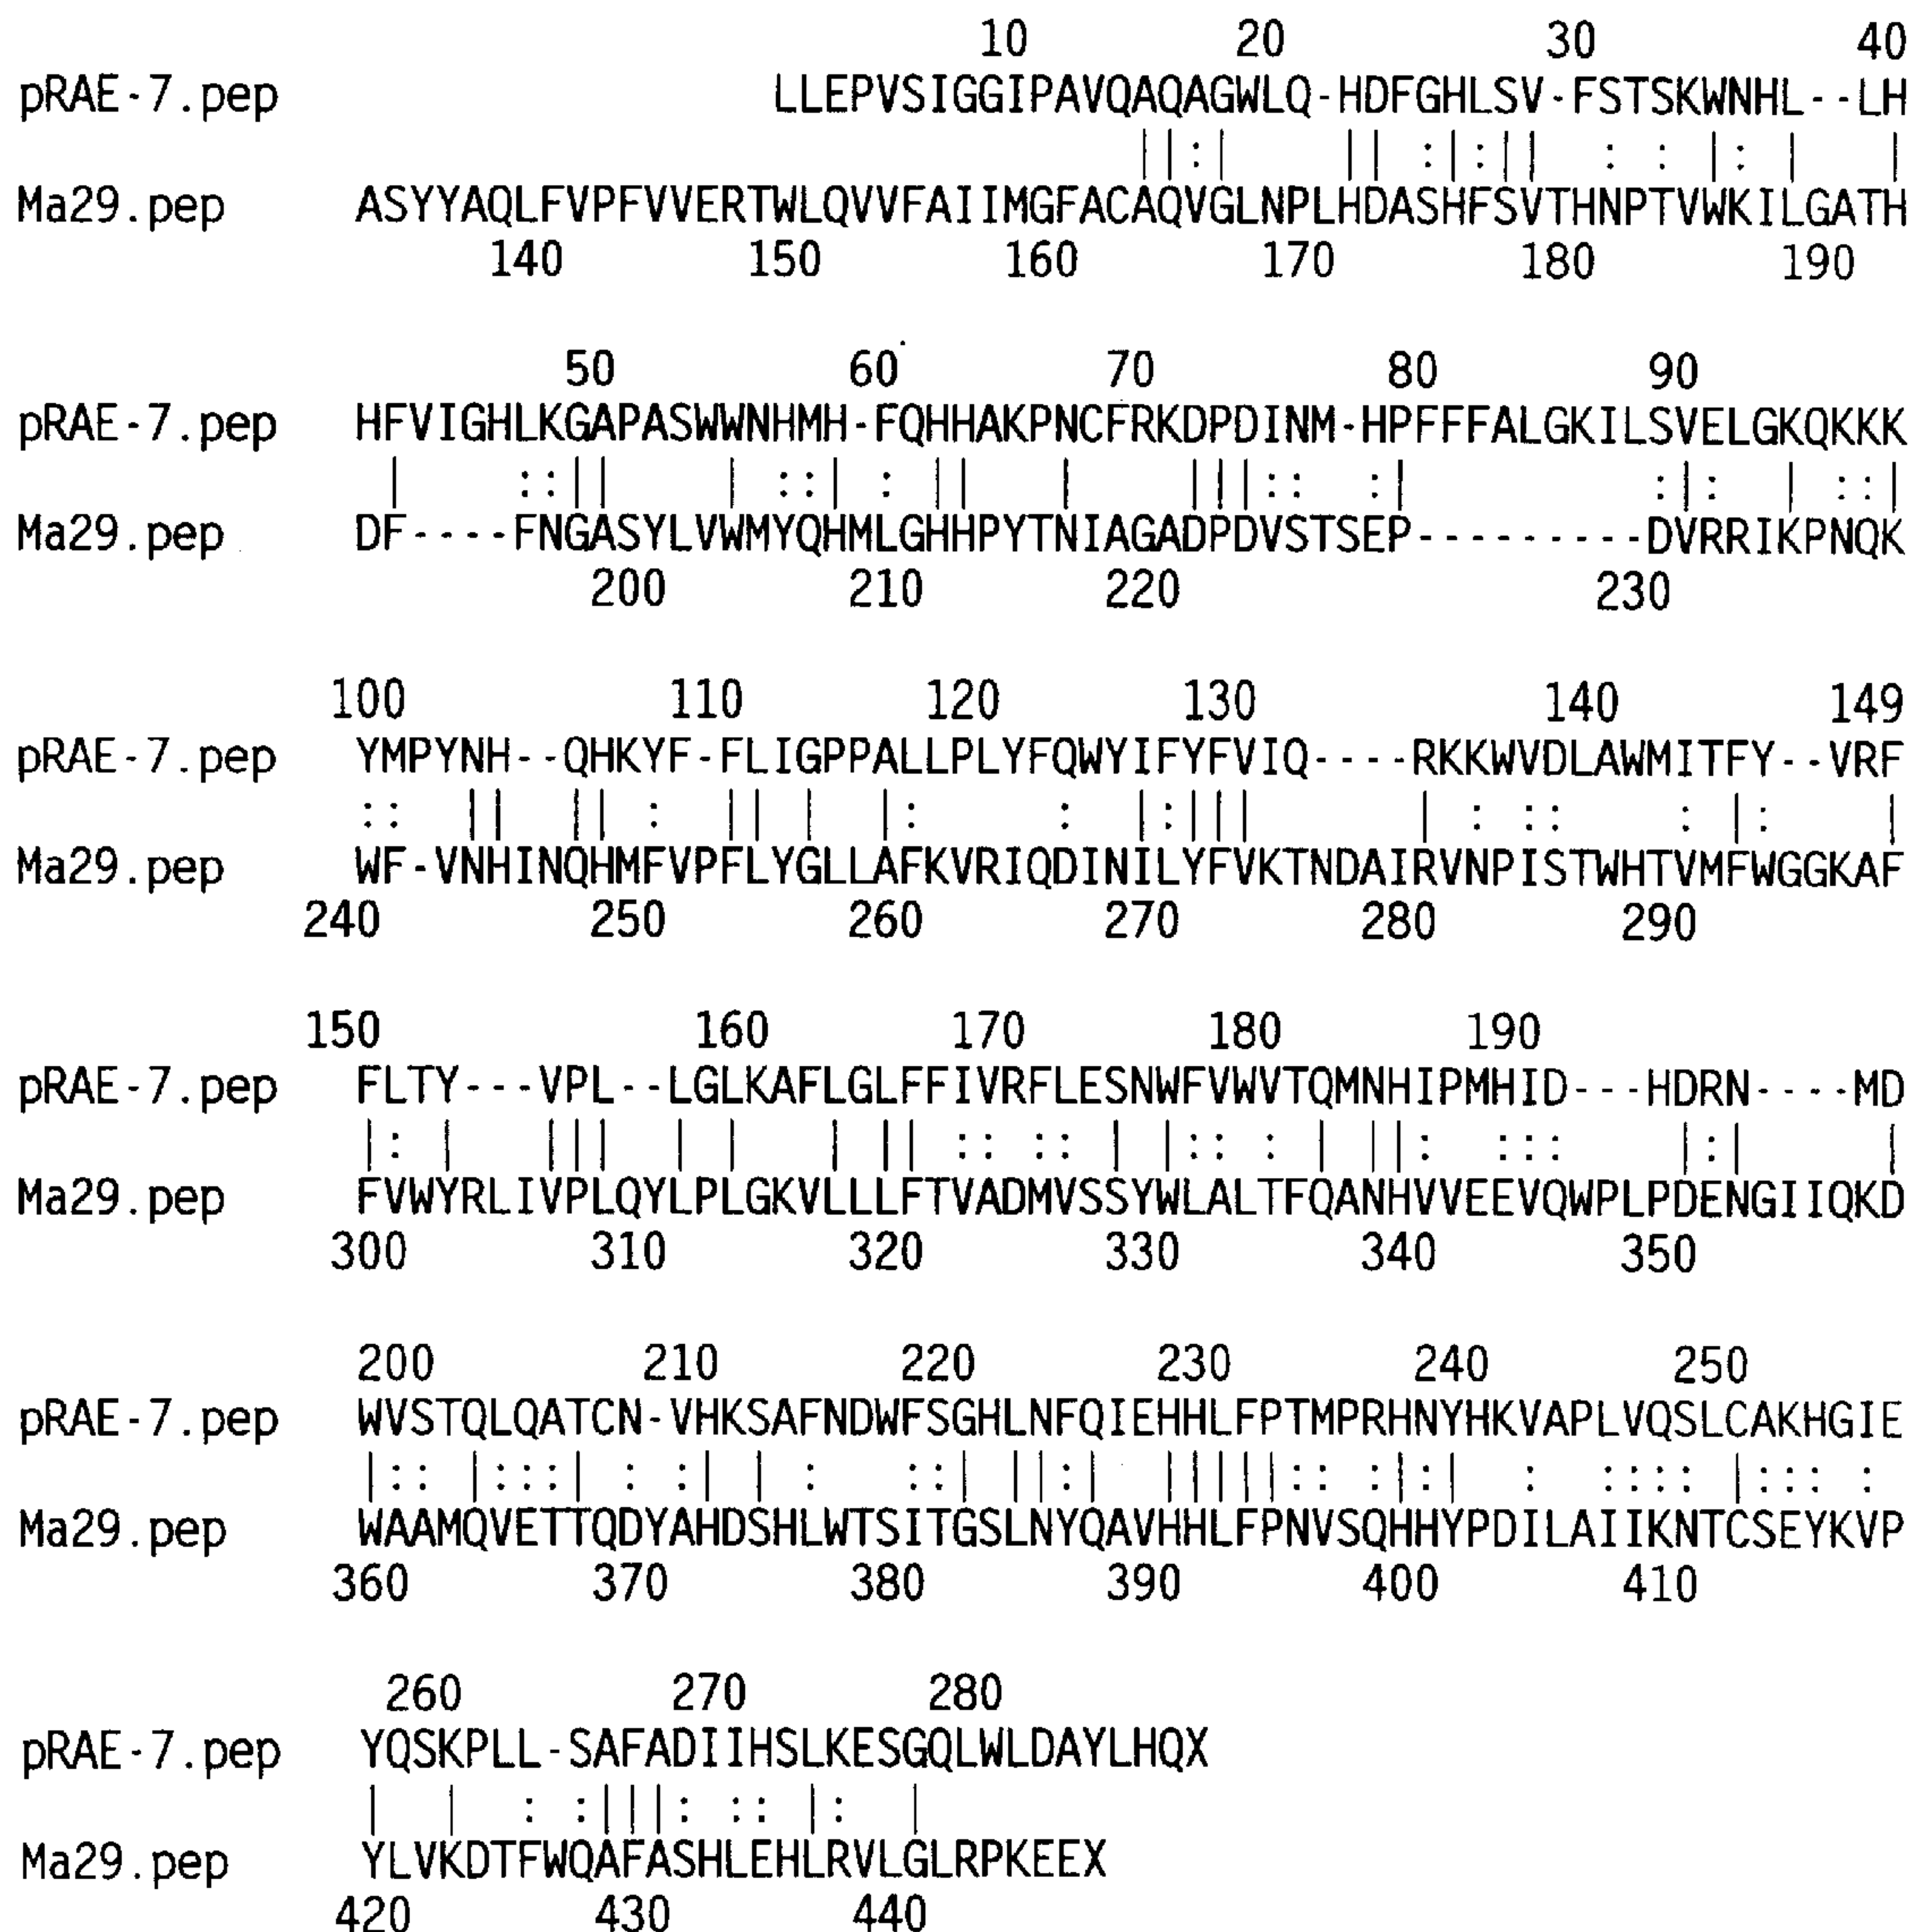 10 20 30 40
pRAE-7.pep LLEPVSIGGIPAVQAQAGWLQ-HDFGHLSV-FSTSKWNHL--LH
||:| || :|:|| : : |: | |
Ma29.pep ASYYAQLFVPFVVERTWLQVVFAIIMGFACAQVGLNPLHDASHFSVTHNPTVWKILGATH
140 150 160 170 180 190
50 60 70 80 90
pRAE-7.pep HFVIGHLKGAPASWWNHMH-FQHHAKPNCFRKDPDINM-HPFFFALGKILSVELGKQKKK
| ::|| | ::| : || | |||:: :| :|: | ::|
Ma29.pep DF----FNGASYLVWMYQHMLGHHPYTNIAGADPDVSTSEP---------DVRRIKPNQK
200 210 220 230
100 110 120 130 140 149
pRAE-7.pep YMPYNH--QHKYF-FLIGPPALLPLYFQWYIFYFVIQ----RKKWVDLAWMITFY--VRF
:: || || : || | |: : |:||| | : :: : |: |
Ma29.pep WF-VNHINQHMFVPFLYGLLAFKVRIQDINILYFVKTNDAIRVNPISTWHTVMFWGGKAF
240 250 260 270 280 290
150 160 170 180 190
pRAE-7.pep FLTY---VPL--LGLKAFLGLFFIVRFLESNWFVWVTQMNHIPMHID---HDRN----MD
|: | ||| | | | || :: :: | |:: : | ||: ::: |:| |
Ma29.pep FVWYRLIVPLQYLPLGKVLLLFTVADMVSSYWLALTFQANHVVEEVQWPLPDENGIIQKD
300 310 320 330 340 350
200 210 220 230 240 250
pRAE-7.pep WVSTQLQATCN-VHKSAFNDWFSGHLNFQIEHHLFPTMPRHNYHKVAPLVQSLCAKHGIE
|:: |:::| : :| | : ::| ||:| |||||:: :|:| : :::: |::: :
Ma29.pep WAAMQVETTQDYAHDSHLWTSITGSLNYQAVHHLFPNVSQHHYPDILAIIKNTCSEYKVP
360 370 380 390 400 410
260 270 280
pRAE-7.pep YQSKPLL-SAFADIIHSLKESGQLWLDAYLHQX
| | : :|||: :: |: |
Ma29.pep YLVKDTFWQAFASHLEHLRVLGLRPKEEX
420 430 440